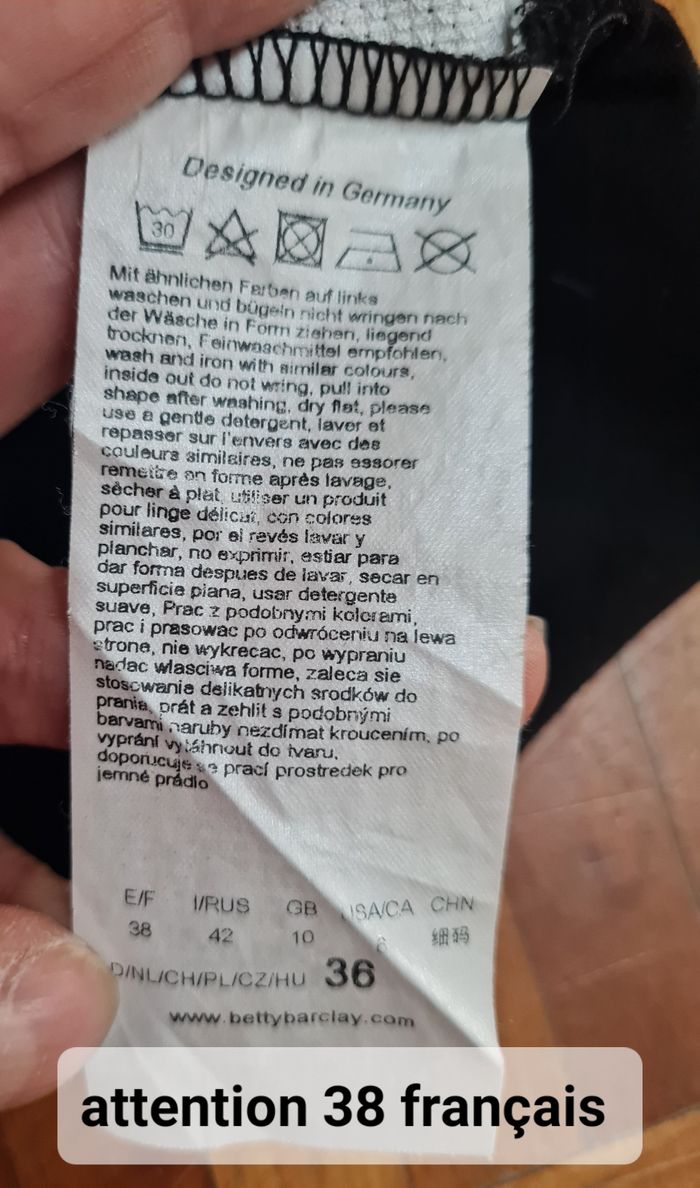 Designed in Germany
30
Mit ähnlichen Farben auf links
waschen und bügeln nicht wringen nach
der Wäsche in Form ziehen, liegend
trocknen, Feinwaschmittel empfohlen,
wash and iron with similar colours,
inside out do not wring, pull into
shape after washing, dry flat, please
use a gentle detergent, laver et
repasser sur l'envers avec des
couleurs similaires, ne pas essorer
remettre en forme après lavage,
sécher à plat, utiliser un produit
pour linge délicat, con colores
similares, por el revés lavar y
planchar, no exprimir, estiar para
dar forma despues de lavar, secar en
superficie plana, usar detergente
suave, Prac z podobnymi kolorami,
prac i prasowac po odwróceniu na lewa
strone, nie wykrecac, po wypraniu
nadac wlasciwa forme, zaleca sie
stosowanie delikatnych srodków do
prania, prát a zehlit s podobnými
barvami naruby nezdímat kroucením, po
vyprání vytáhnout do tvaru,
doporucuje se prací prostredek pro
jemné prádlo
E/F I/RUS GB USA/CA CHN
38 42 10 6 细码
D/NL/CH/PL/CZ/HU 36
www.bettybarclay.com
attention 38 français